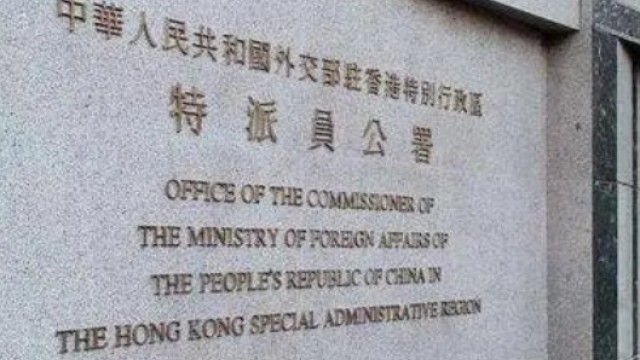 中華人民共和國外交部駐香港特別行政區
特派員公署
OFFICE OF THE COMMISSIONER OF
THE MINISTRY OF FOREIGN AFFAIRS OF
THE PEOPLE'S REPUBLIC OF CHINA IN
THE HONG KONG SPECIAL ADMINISTRATIVE REGION